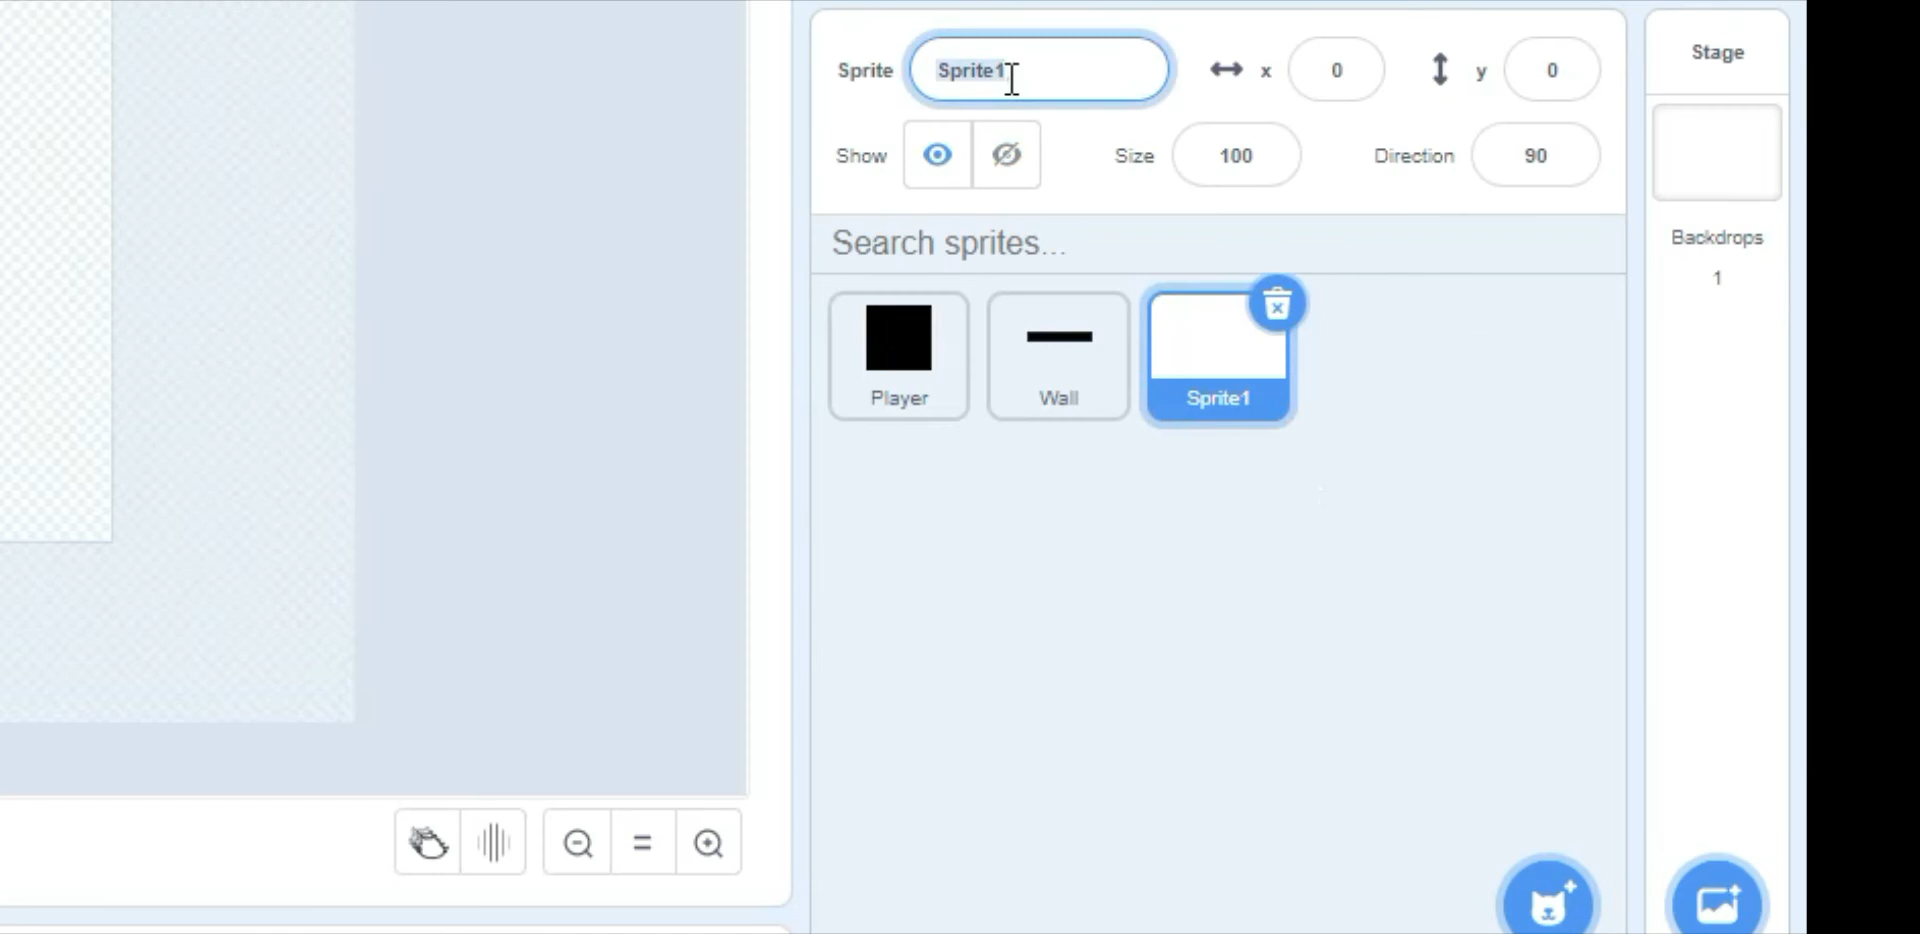 Sprite Sprite1 x 0 y 0
Show Size 100 Direction 90
Search sprites...
Player Wall Sprite1
Stage
Backdrops
1